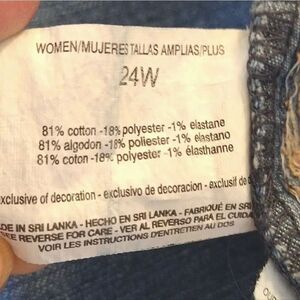 WOMEN/MUJERES TALLAS AMPLIAS/PLUS
24W
81% cotton -18% polyester -1% elastane
81% algodon -18% poliester -1% elastano
81% coton -18% polyester -1% élasthanne
exclusive of decoration - exclusivo de decoracion - exclusif de
DE IN SRI LANKA - HECHO EN SRI LANKA - FABRIQUÉ EN SRI
SEE REVERSE FOR CARE - VER AL REVERSO PARA EL CUIDA
VOIR LES INSTRUCTIONS D'ENTRETIEN AU DOS